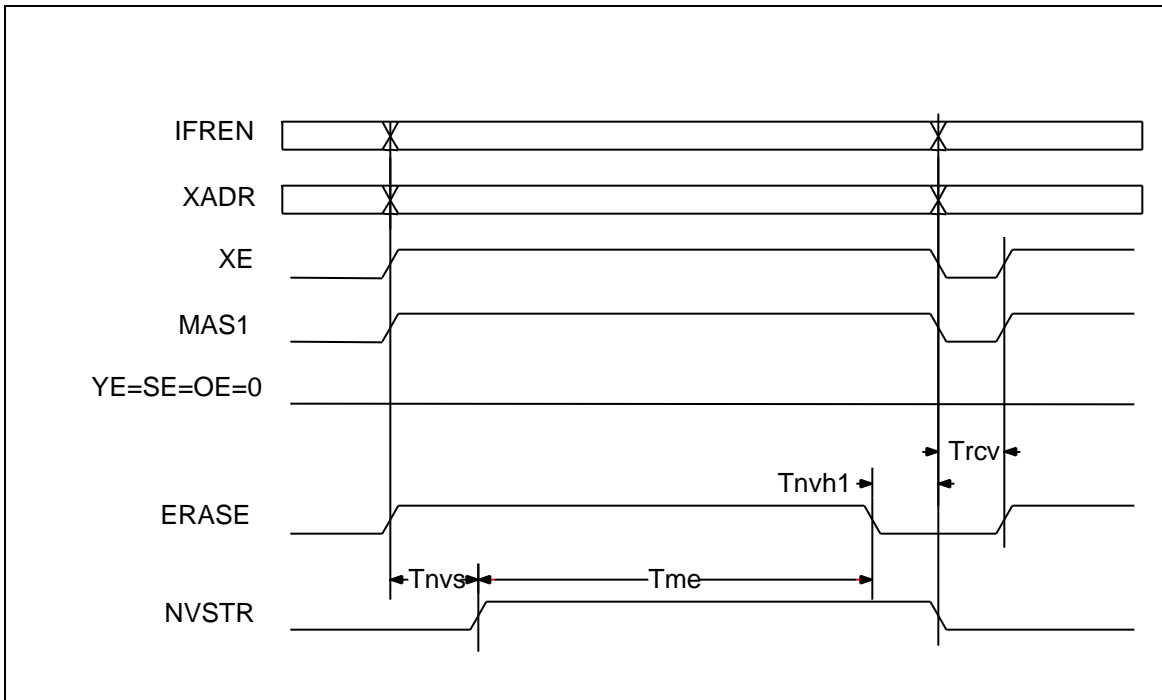 IFREN
XADR
XE
MAS1
YE=SE=OE=0
Trcv
Tnvh1
ERASE
Tnvs
Tme
NVSTR